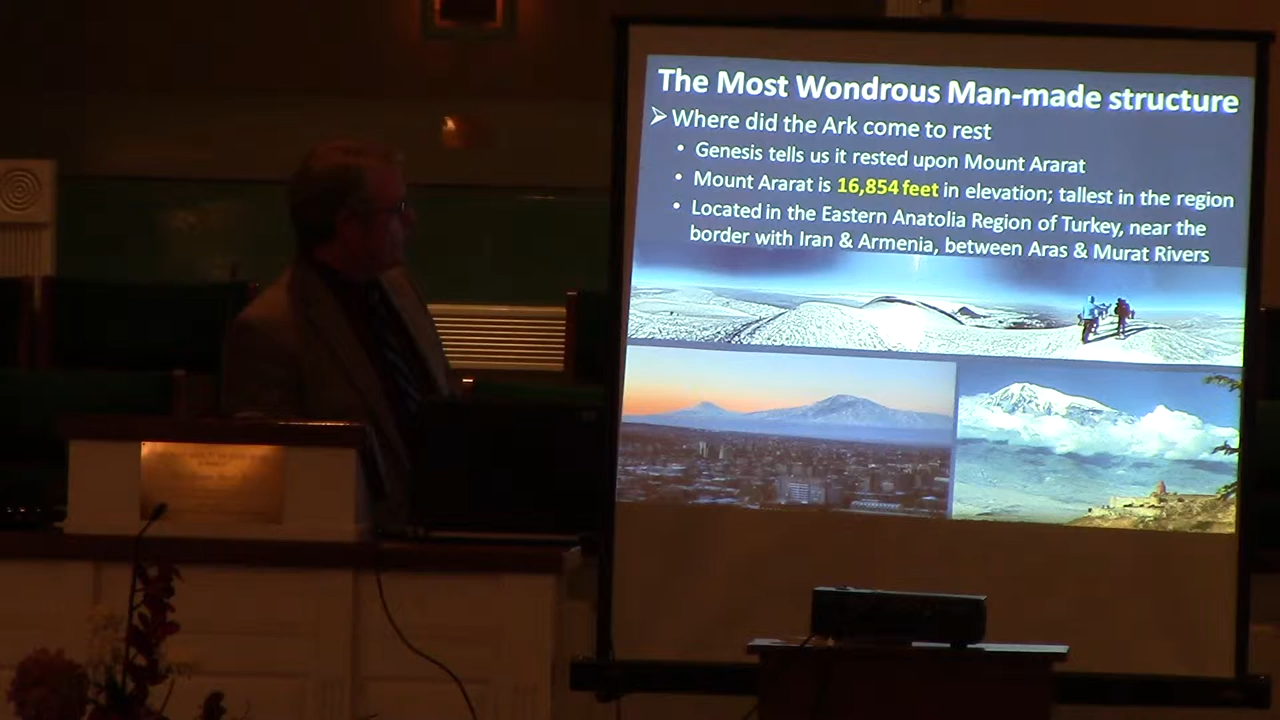 The Most Wondrous Man-made structure
Where did the Ark come to rest
• Genesis tells us it rested upon Mount Ararat
• Mount Ararat is 16,854 feet in elevation; tallest in the region
• Located in the Eastern Anatolia Region of Turkey, near the
border with Iran & Armenia, between Aras & Murat Rivers